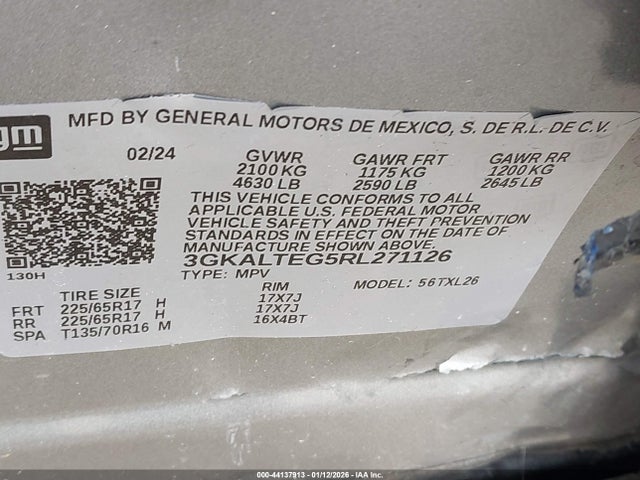 gm
MFD BY GENERAL MOTORS DE MEXICO, S. DE R.L. DE C.V.
02/24 GVWR GAWR FRT GAWR RR
2100 KG 1175 KG 1200 KG
4630 LB 2590 LB 2645 LB
THIS VEHICLE CONFORMS TO ALL
APPLICABLE U.S. FEDERAL MOTOR
VEHICLE SAFETY AND THEFT PREVENTION
STANDARDS IN EFFECT ON THE DATE OF
MANUFACTURE SHOWN ABOVE.
3GKALTEG5RL271126
130H TYPE: MPV MODEL: 56TXL26
TIRE SIZE RIM
FRT 225/65R17 H 17X7J
RR 225/65R17 H 17X7J
SPA T135/70R16 M 16X4BT
000-44137913 - 01/12/2026 - IAA Inc.